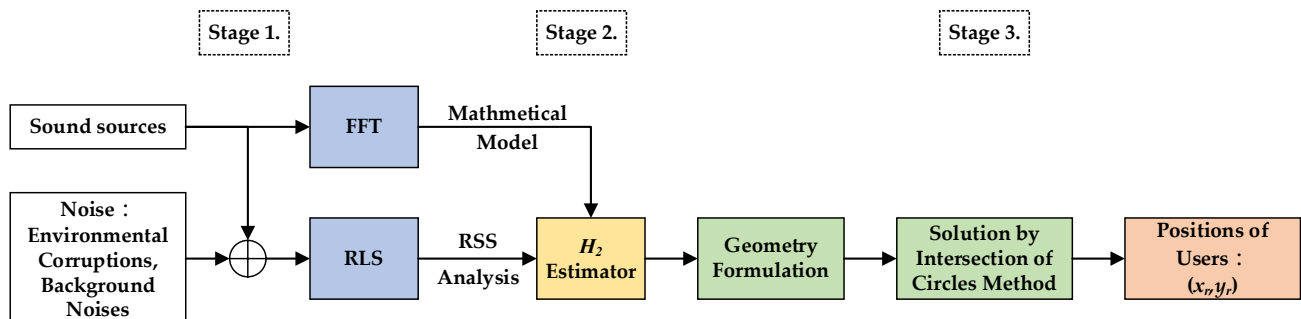 Stage 1.
Stage 2.
Stage 3.
Sound sources
FFT
Mathmetical
Model
Noise：
Environmental
Corruptions,
Background
Noises
RLS
RSS
Analysis
H2
Estimator
Geometry
Formulation
Solution by
Intersection of
Circles Method
Positions of
Users：
(xr,yr)